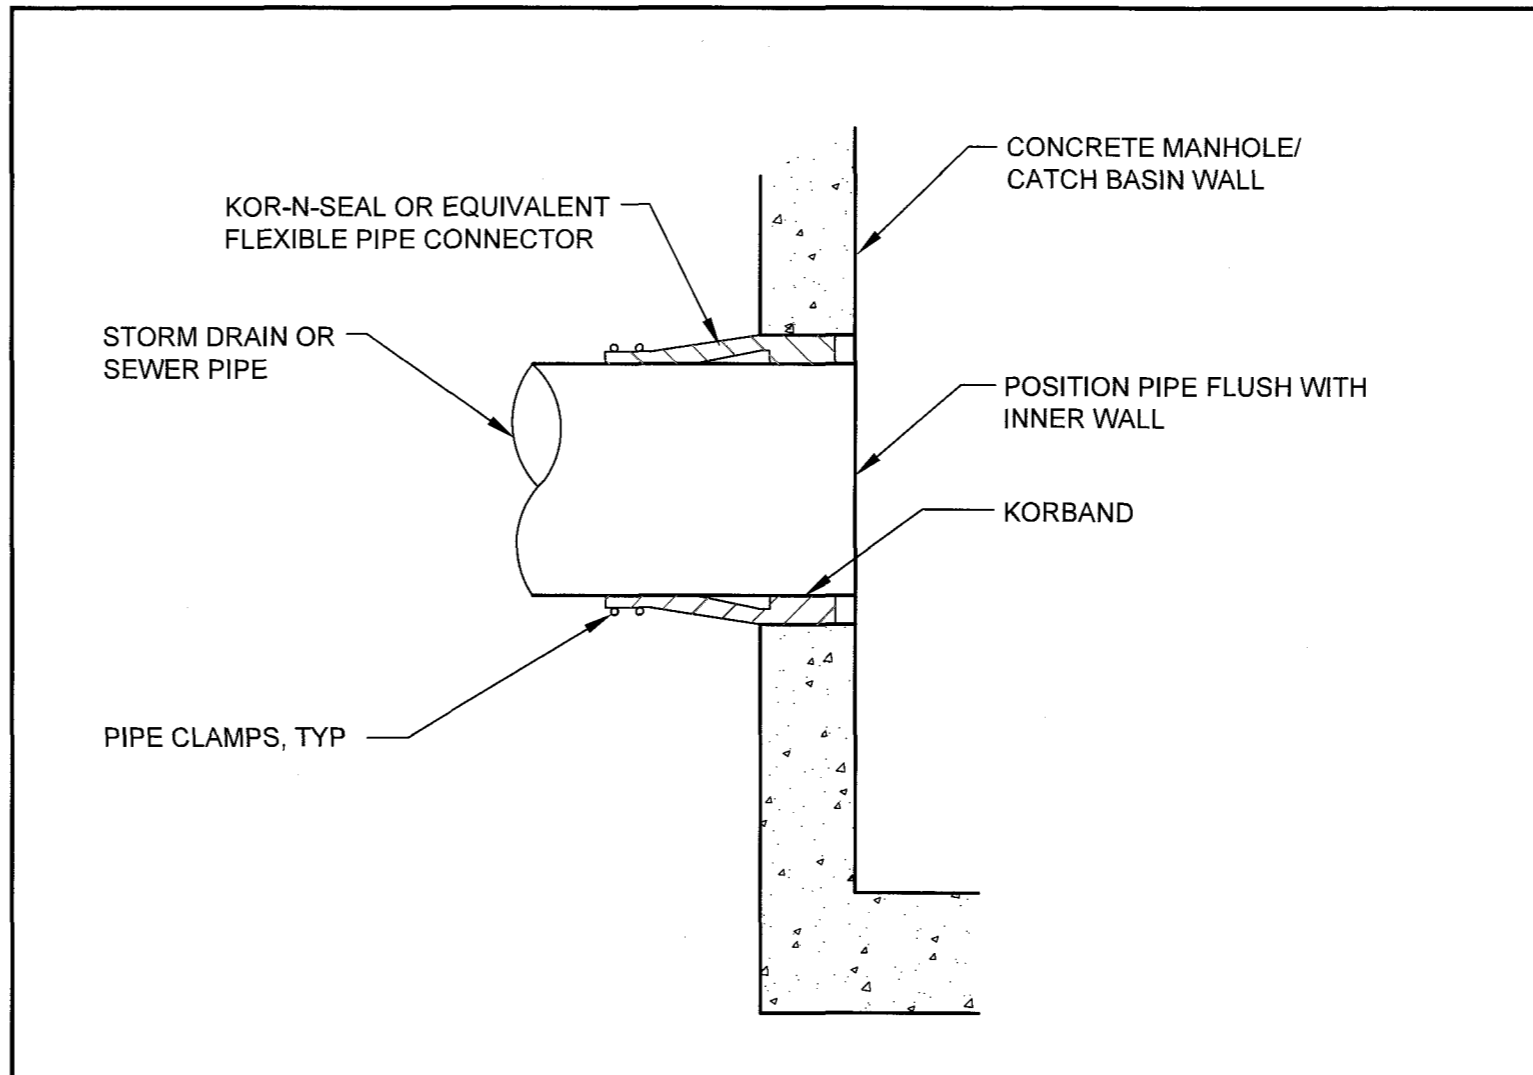 CONCRETE MANHOLE/
CATCH BASIN WALL
KOR-N-SEAL OR EQUIVALENT
FLEXIBLE PIPE CONNECTOR
STORM DRAIN OR
SEWER PIPE
POSITION PIPE FLUSH WITH
INNER WALL
KORBAND
PIPE CLAMPS, TYP